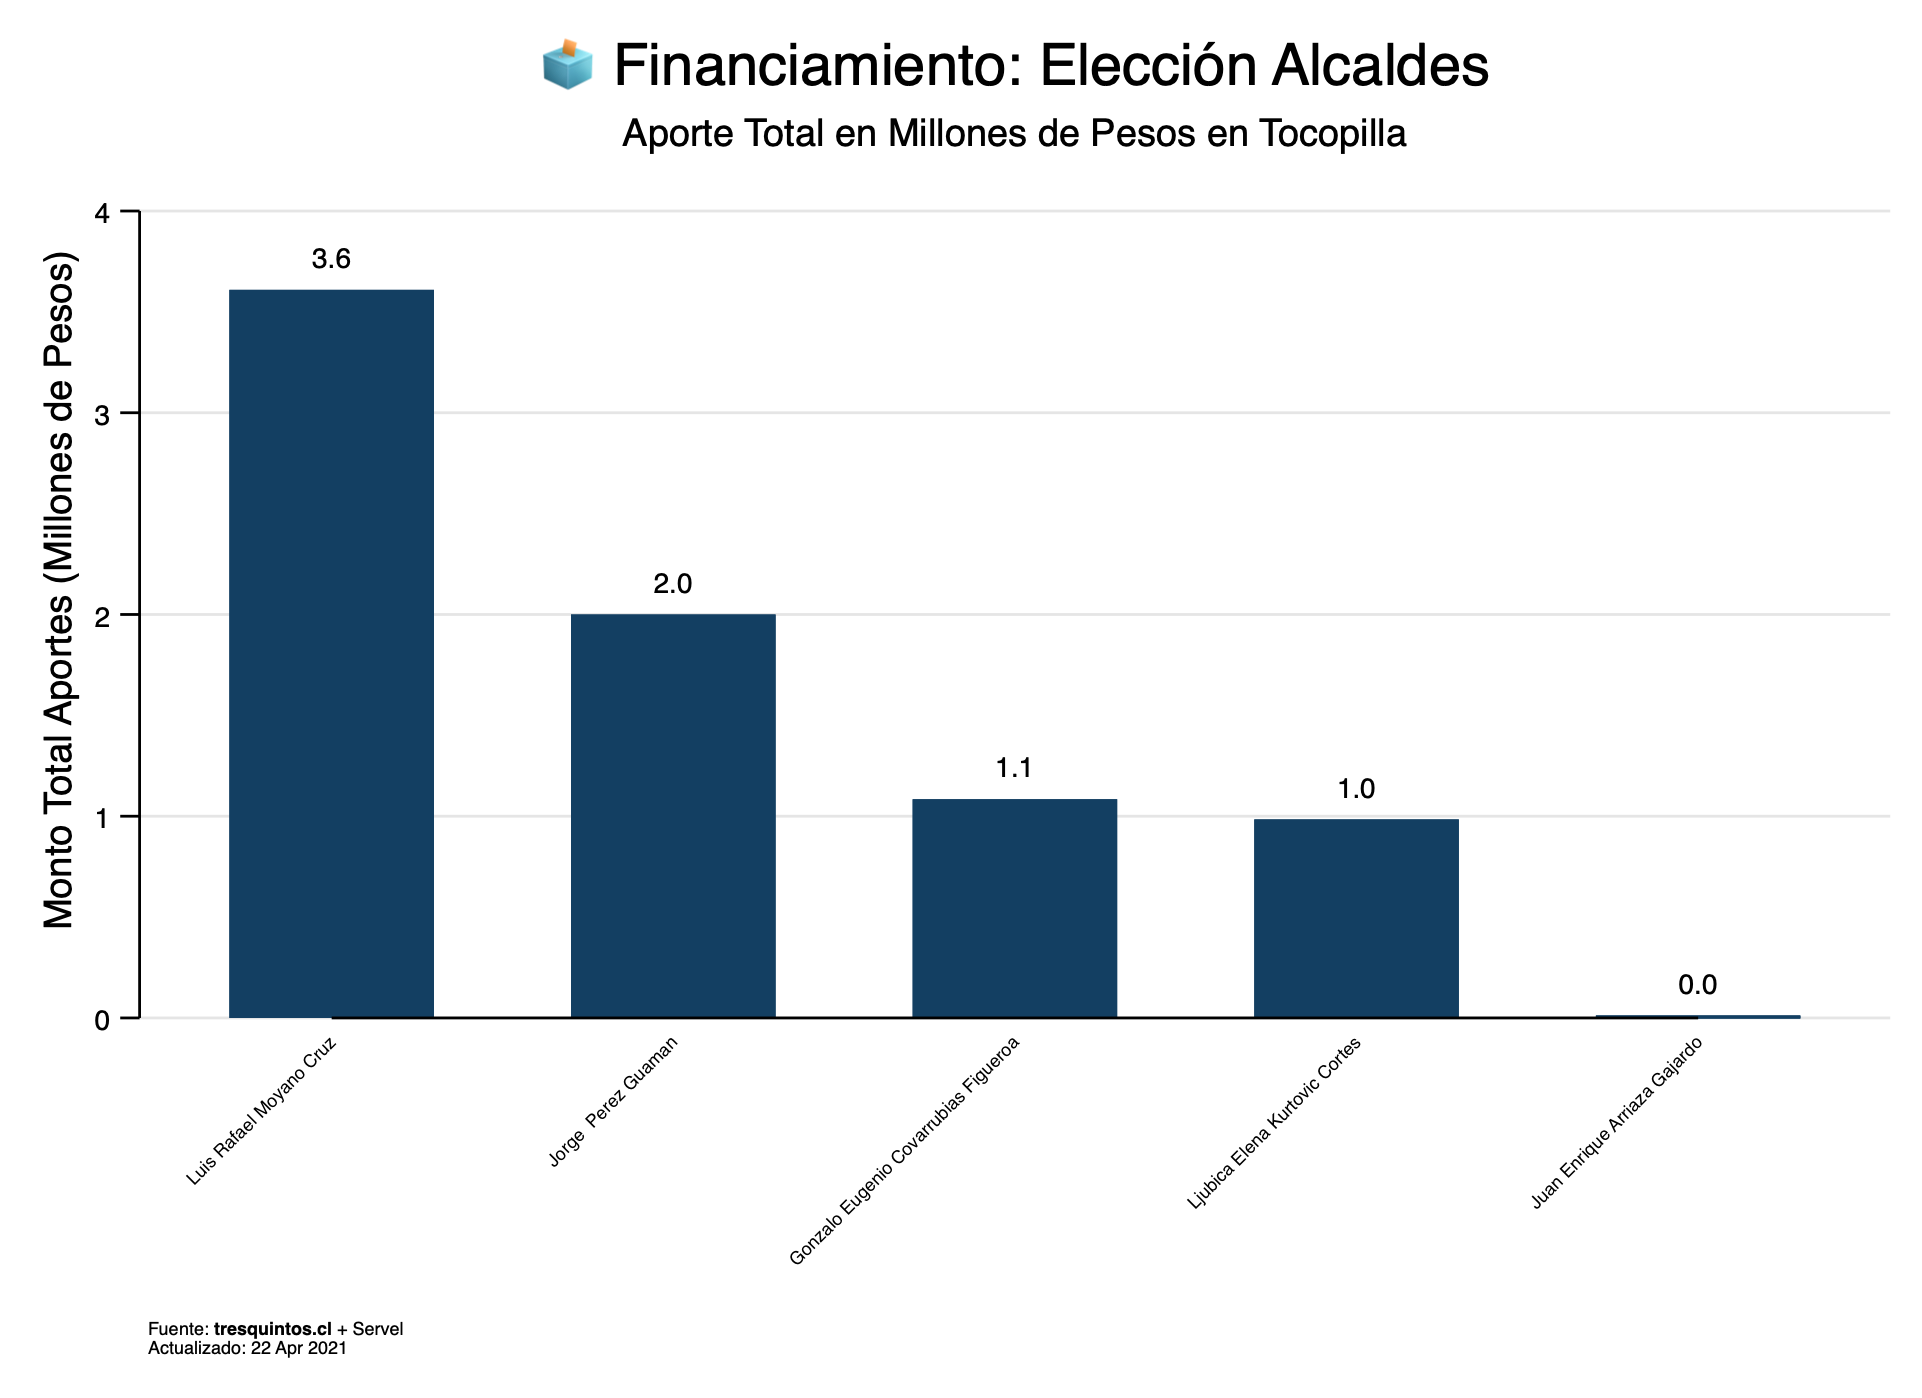 Financiamiento: Elección Alcaldes
Aporte Total en Millones de Pesos en Tocopilla
Monto Total Aportes (Millones de Pesos)
4
3
2
1
0
3.6
2.0
1.1
1.0
0.0
Luis Rafael Moyano Cruz
Jorge  Perez Guaman
Gonzalo Eugenio Covarrubias Figueroa
Ljubica Elena Kurtovic Cortes
Juan Enrique Arriaza Gajardo
Fuente: tresquintos.cl + Servel
Actualizado: 22 Apr 2021